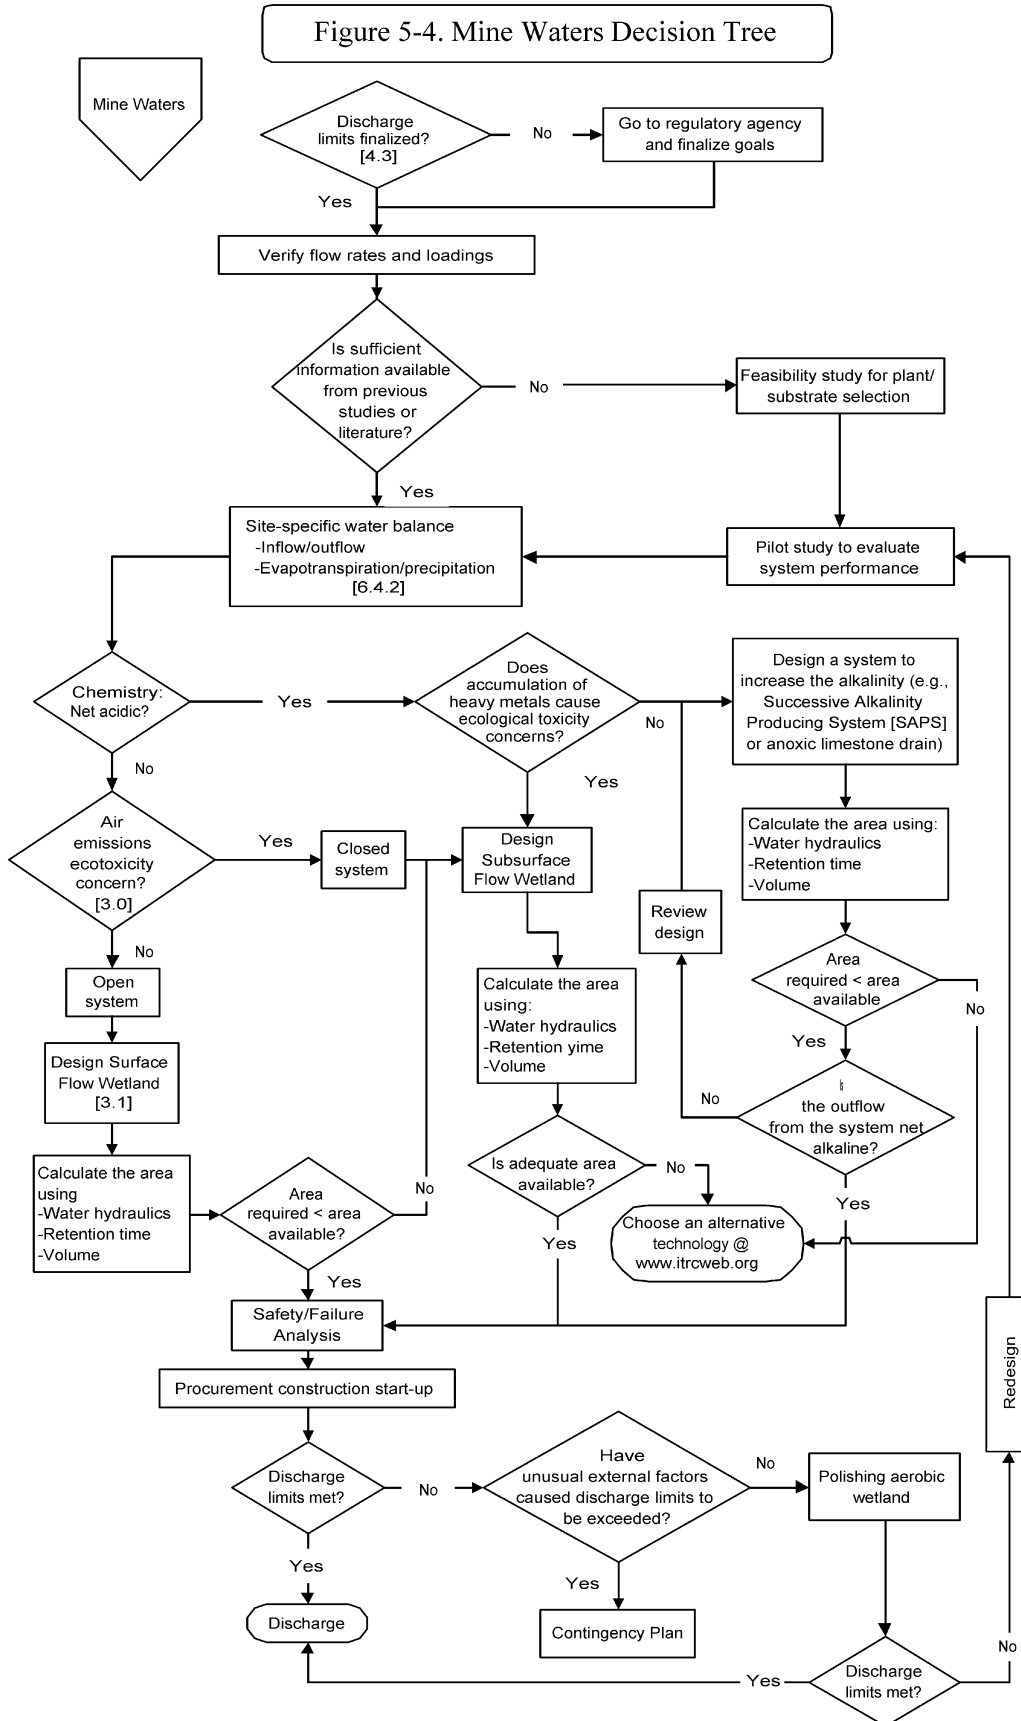 Figure 5-4. Mine Waters Decision Tree
Mine Waters
Discharge
limits finalized?
[4.3]
No
Go to regulatory agency
and finalize goals
Yes
Verify flow rates and loadings
Is sufficient
information available
from previous
studies or
literature?
No
Feasibility study for plant/
substrate selection
Yes
Site-specific water balance
-Inflow/outflow
-Evapotranspiration/precipitation
[6.4.2]
Pilot study to evaluate
system performance
Chemistry:
Net acidic?
Yes
Does
accumulation of
heavy metals cause
ecological toxicity
concerns?
No
Design a system to
increase the alkalinity (e.g.,
Successive Alkalinity
Producing System [SAPS]
or anoxic limestone drain)
No
Yes
Air
emissions
ecotoxicity
concern?
[3.0]
Yes
Closed
system
Design
Subsurface
Flow Wetland
Calculate the area using:
-Water hydraulics
-Retention time
-Volume
Review
design
No
Open
system
Area
required < area
available
No
Calculate the area
using:
-Water hydraulics
-Retention yime
-Volume
Yes
Design Surface
Flow Wetland
[3.1]
Is
the outflow
from the system net
alkaline?
No
Calculate the area
using
-Water hydraulics
-Retention time
-Volume
Area
required < area
available?
No
Is adequate area
available?
No
Yes
Choose an alternative
technology @
www.itrcweb.org
Yes
Yes
Safety/Failure
Analysis
Procurement construction start-up
Redesign
Discharge
limits met?
No
Have
unusual external factors
caused discharge limits to
be exceeded?
No
Polishing aerobic
wetland
Yes
Yes
Discharge
Contingency Plan
No
Yes
Discharge
limits met?